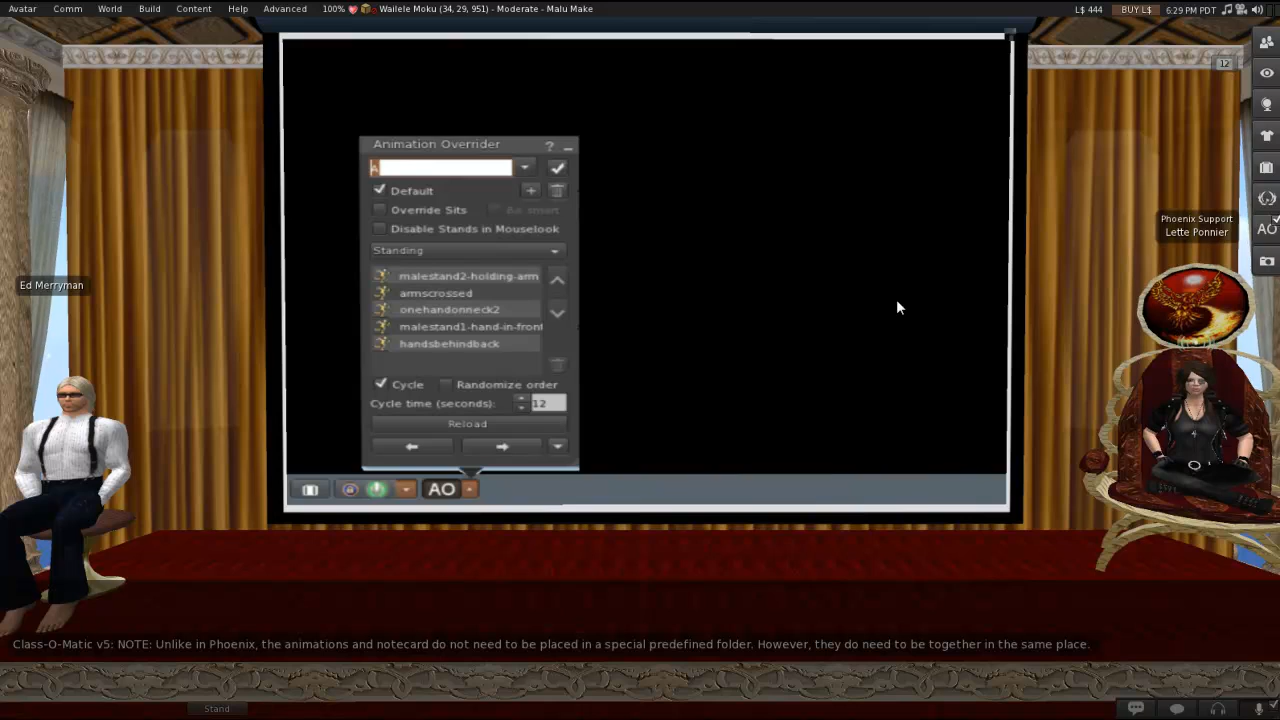 Avatar Comm World Build Content Help Advanced 100% Wailele Moku (34, 29, 951) - Moderate - Malu Make L$ 444 BUY L$ 6:29 PM PDT
12
Animation Overrider ?
Default
Override Sits
Disable Stands in Mouselook
Standing
malestand2-holding-arm
armscrossed
onehandonneck2
malestand1-hand-in-front
handsbehindback
Cycle Randomize order
Cycle time (seconds): 12
Reload
AO
Ed Merryman
Phoenix Support
Lette Ponnier
AO
Class-O-Matic v5: NOTE: Unlike in Phoenix, the animations and notecard do not need to be placed in a special predefined folder. However, they do need to be together in the same place.
Stand